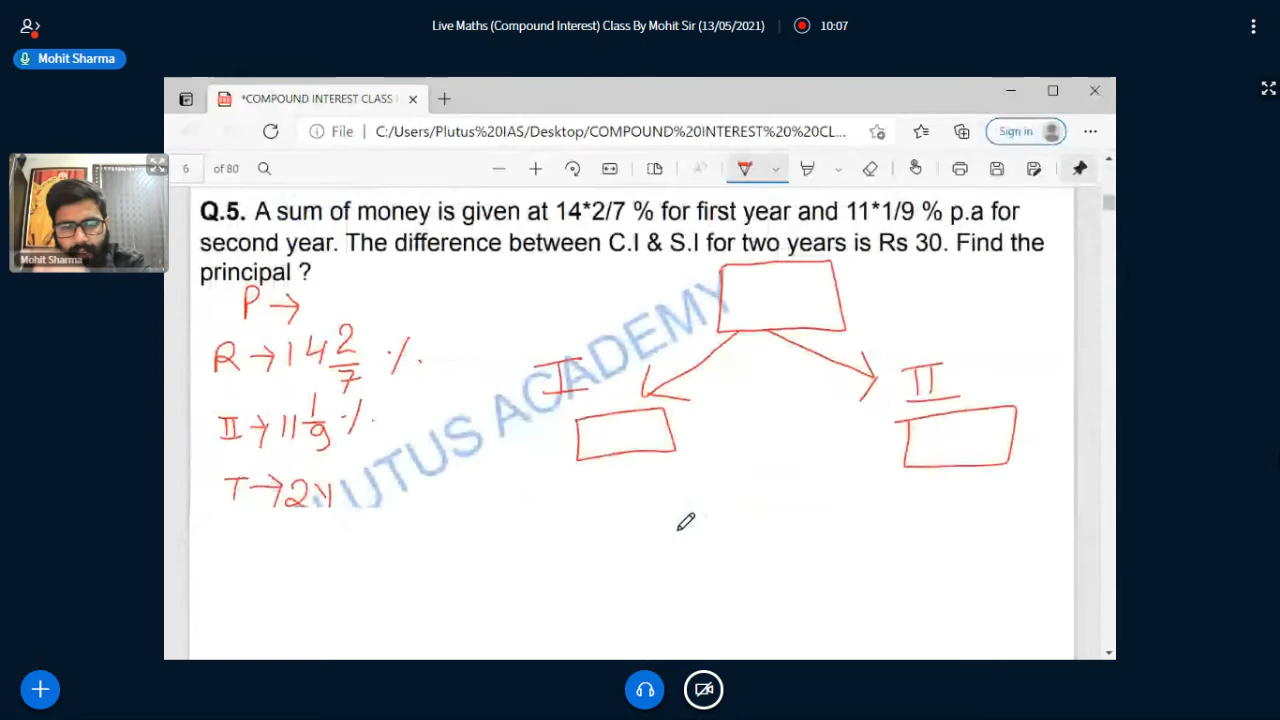 Live Maths (Compound Interest) Class By Mohit Sir (13/05/2021) 10:07
Mohit Sharma
*COMPOUND INTEREST CLASS
File C:/Users/Plutus%20IAS/Desktop/COMPOUND%20INTEREST%20%20CL... Sign in
6 of 80
Mohit Sharma
Q.5. A sum of money is given at 14*2/7 % for first year and 11*1/9 % p.a for
second year. The difference between C.I & S.I for two years is Rs 30. Find the
principal ?
P →
R → 14 2/7 %
II → 11 1/9 %
T → 2y
I
II
PLUTUS ACADEMY